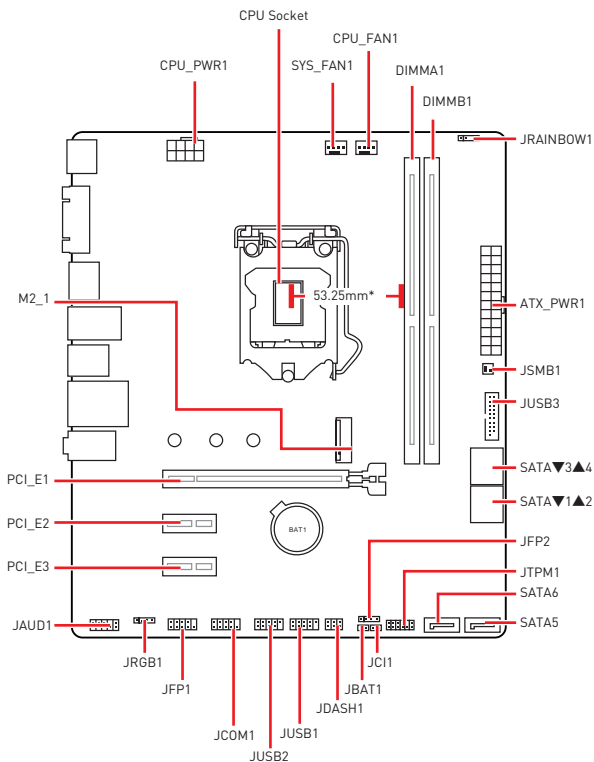 CPU Socket
CPU_FAN1
CPU_PWR1
SYS_FAN1
DIMMA1
DIMMB1
JRAINBOW1
M2_1
53.25mm*
ATX_PWR1
JSMB1
JUSB3
PCI_E1
SATA▼3▲4
SATA▼1▲2
PCI_E2
BAT1
JFP2
PCI_E3
JTPM1
SATA6
JAUD1
SATA5
JRGB1
JCI1
JFP1
JBAT1
JDASH1
JCOM1
JUSB1
JUSB2